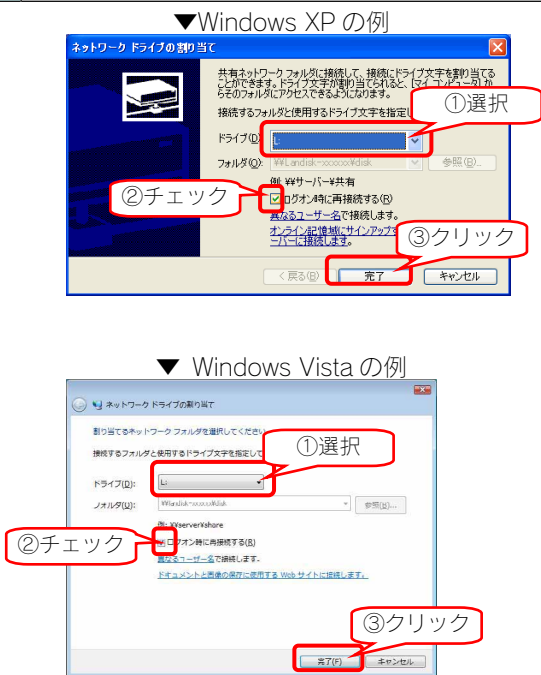 ▼Windows XP の例
ネットワーク ドライブの割り当て
共有ネットワーク フォルダに接続して、接続にドライブ文字を割り当てる
ことができます。ドライブ文字が割り当てられると、[マイ コンピュータ] か
らそのフォルダにアクセスできるようになります。
接続するフォルダと使用するドライブ文字を指定し
①選択
ドライブ(D):
L:
フォルダ(O):
¥¥Landisk-xxxxxx¥disk
参照(B)...
例: ¥¥サーバー¥共有
②チェック
ログオン時に再接続する(R)
異なるユーザー名で接続します。
オンライン記憶域にサインアップす
ーバーに接続します。
③クリック
< 戻る(B)
完了
キャンセル
▼ Windows Vista の例
ネットワーク ドライブの割り当て
割り当てるネットワーク フォルダを選択してください
接続するフォルダと使用するドライブ文字を指定して
①選択
ドライブ(D):
L:
フォルダ(O):
¥¥landisk-xxxxxx¥disk
参照(B)...
例: ¥¥server¥share
②チェック
ログオン時に再接続する(R)
異なるユーザー名で接続します。
ドキュメントと画像の保存に使用する Web サイトに接続します。
③クリック
完了(F)
キャンセル